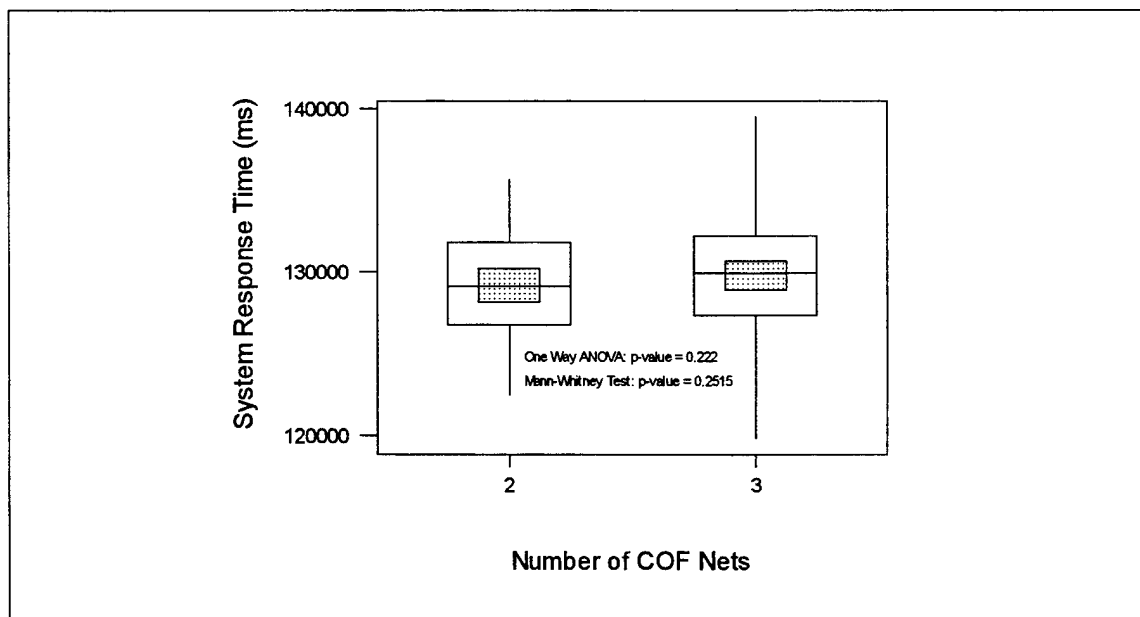 System Response Time (ms)
140000
130000
120000
One Way ANOVA: p-value = 0.222
Mann-Whitney Test: p-value = 0.2515
2
3
Number of COF Nets